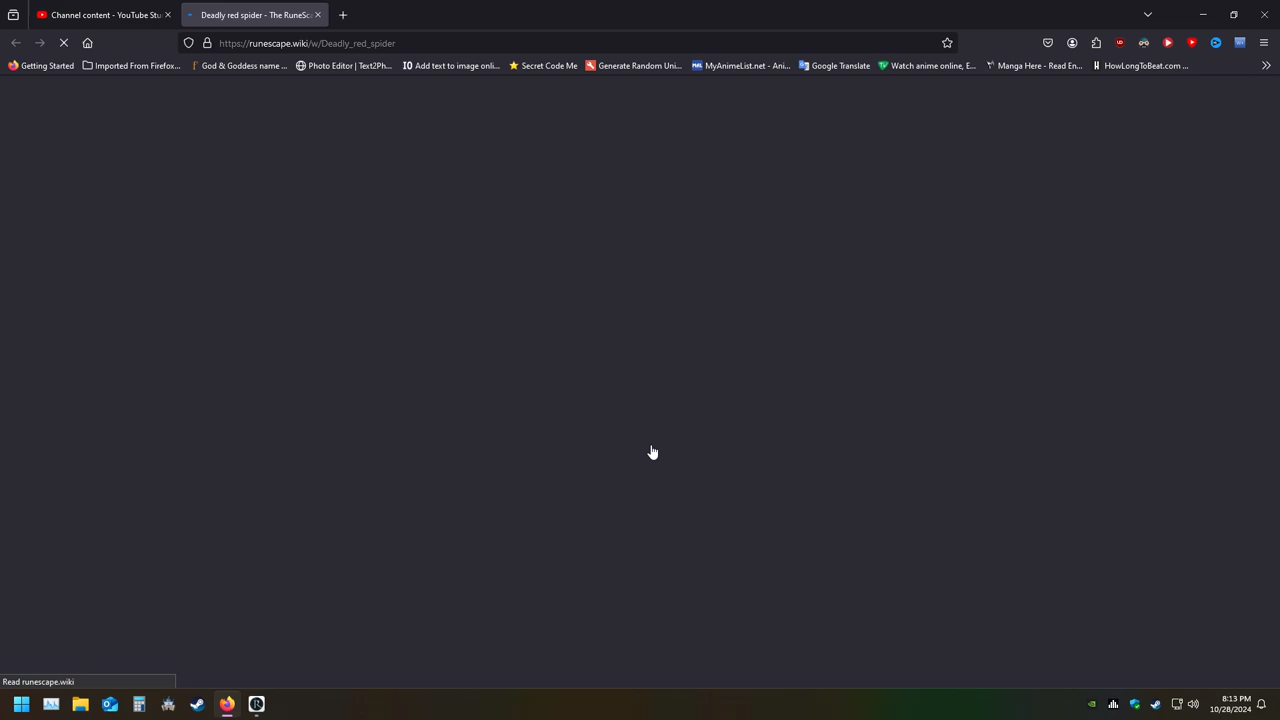 Channel content - YouTube Stu
Deadly red spider - The RuneSc
https://runescape.wiki/w/Deadly_red_spider
Getting Started
Imported From Firefox...
God & Goddess name ...
Photo Editor | Text2Ph...
Add text to image onli...
Secret Code Me
Generate Random Uni...
MyAnimeList.net - Ani...
Google Translate
Watch anime online, E...
Manga Here - Read En...
HowLongToBeat.com ...
Read runescape.wiki
8:13 PM
10/28/2024